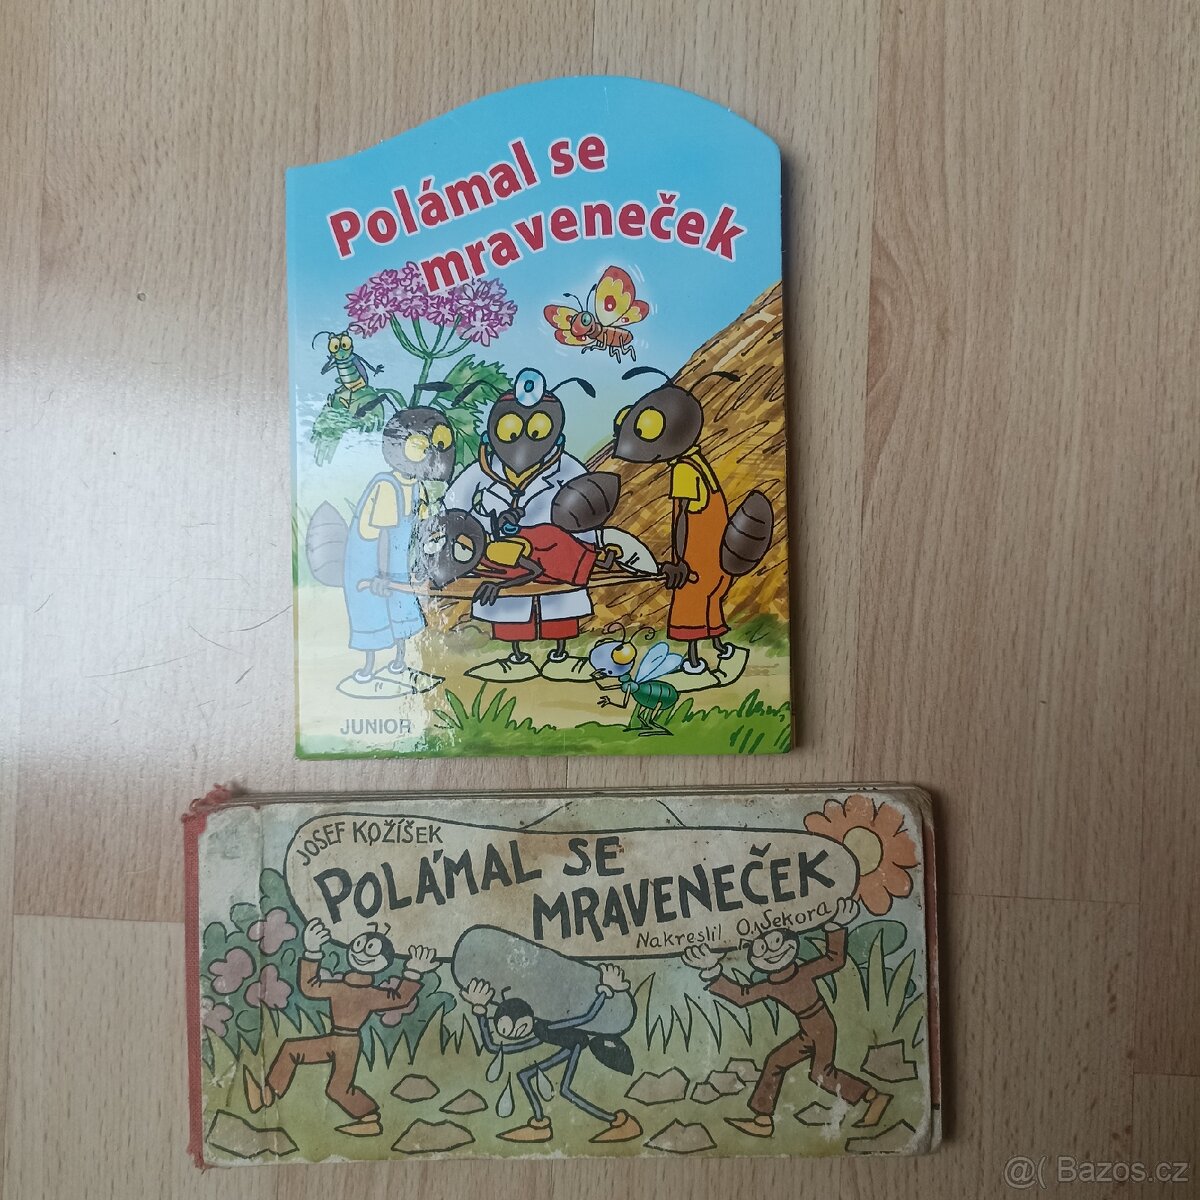 Polámal se
mraveneček
JUNIOR
JOSEF KOŽÍŠEK
POLÁMAL SE
MRAVENEČEK
Nakreslil O. Sekora
@( Bazos.cz